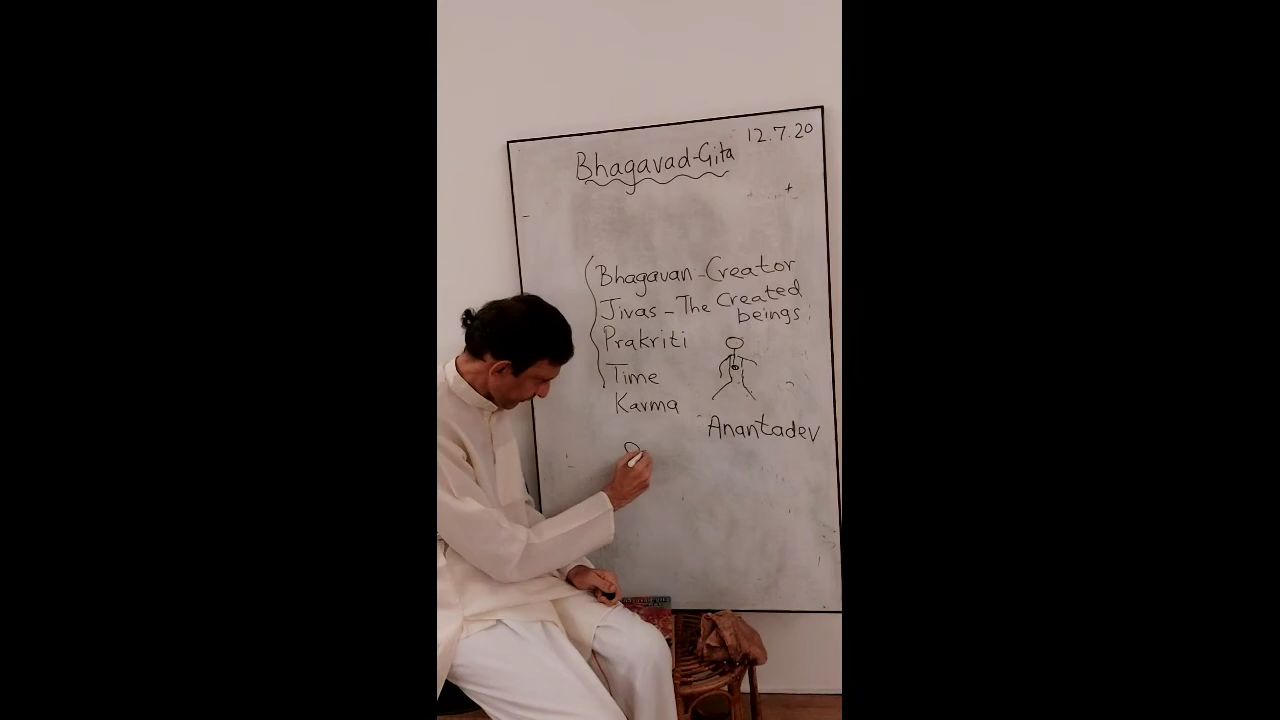 12.7.20
Bhagavad-Gita
Bhagavan - Creator
Jivas - The Created
beings
Prakriti
Time
Karma
Anantadev